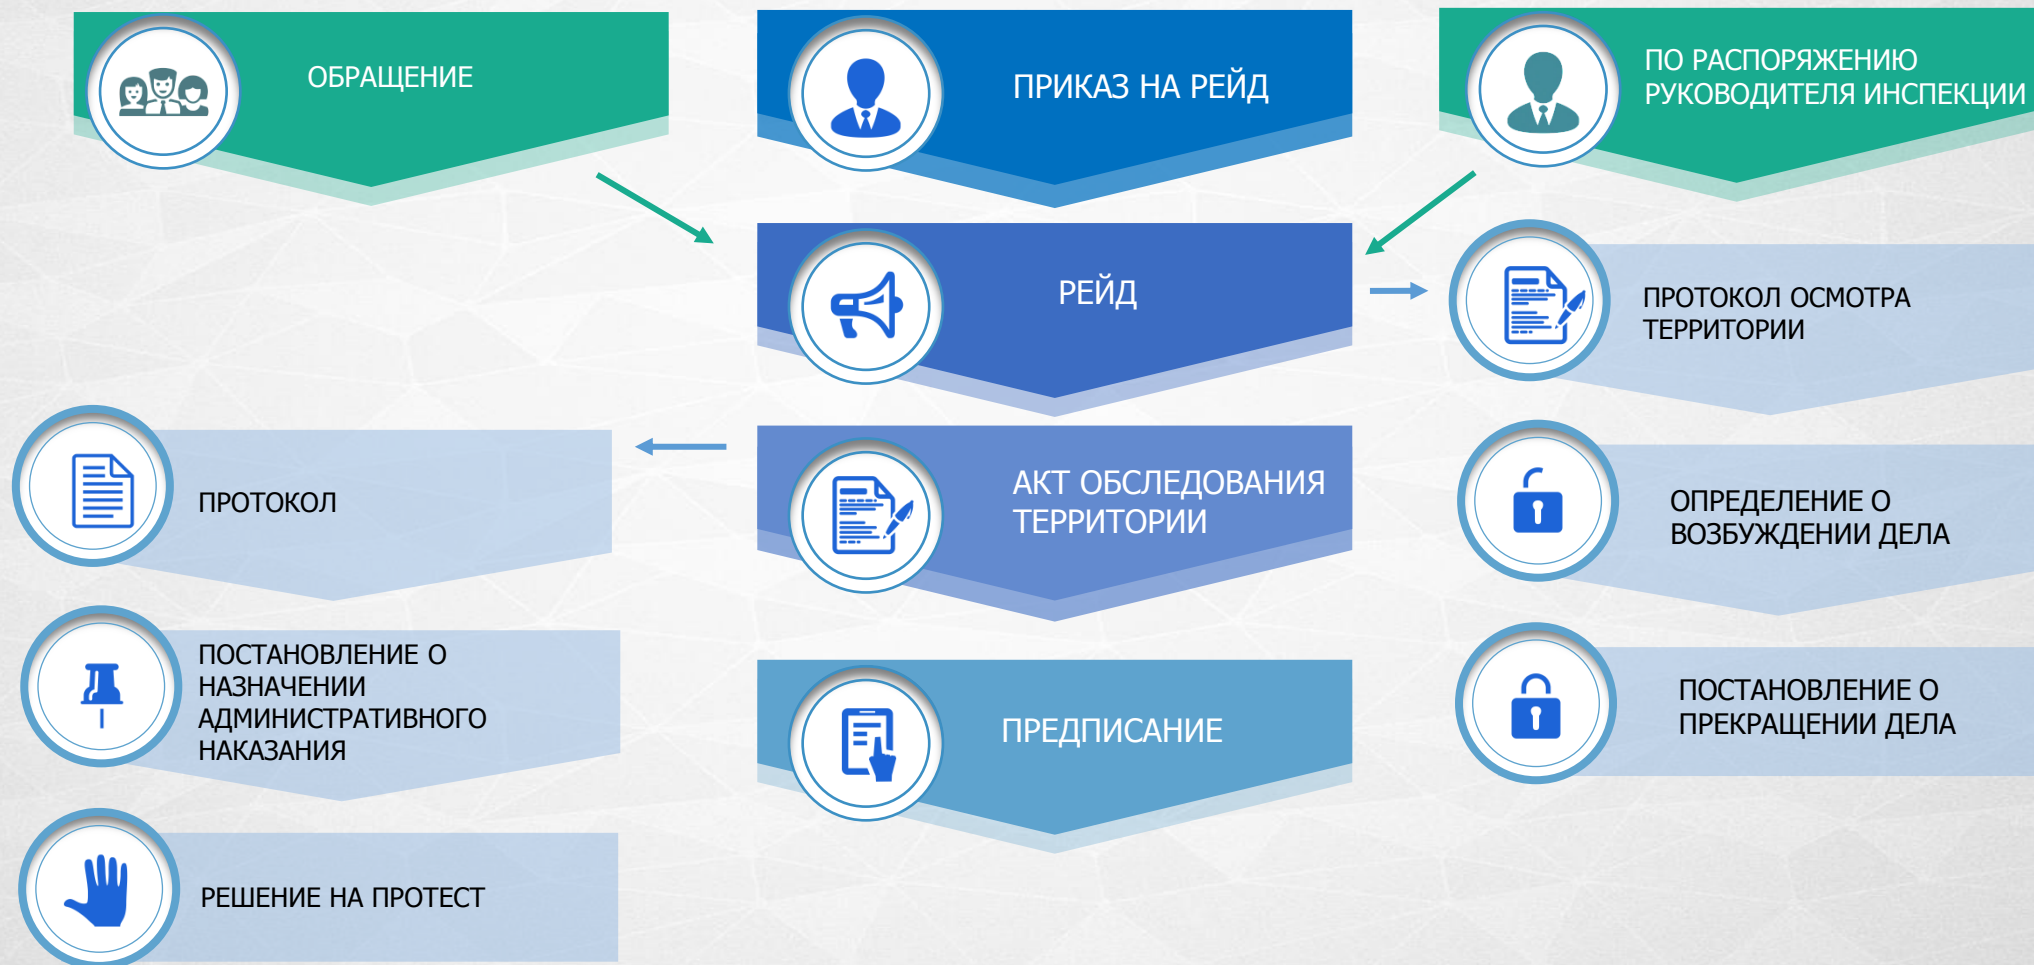 ОБРАЩЕНИЕ
ПРИКАЗ НА РЕЙД
ПО РАСПОРЯЖЕНИЮ
РУКОВОДИТЕЛЯ ИНСПЕКЦИИ
РЕЙД
ПРОТОКОЛ ОСМОТРА
ТЕРРИТОРИИ
ПРОТОКОЛ
АКТ ОБСЛЕДОВАНИЯ
ТЕРРИТОРИИ
ОПРЕДЕЛЕНИЕ О
ВОЗБУЖДЕНИИ ДЕЛА
ПОСТАНОВЛЕНИЕ О
НАЗНАЧЕНИИ
АДМИНИСТРАТИВНОГО
НАКАЗАНИЯ
ПРЕДПИСАНИЕ
ПОСТАНОВЛЕНИЕ О
ПРЕКРАЩЕНИИ ДЕЛА
РЕШЕНИЕ НА ПРОТЕСТ